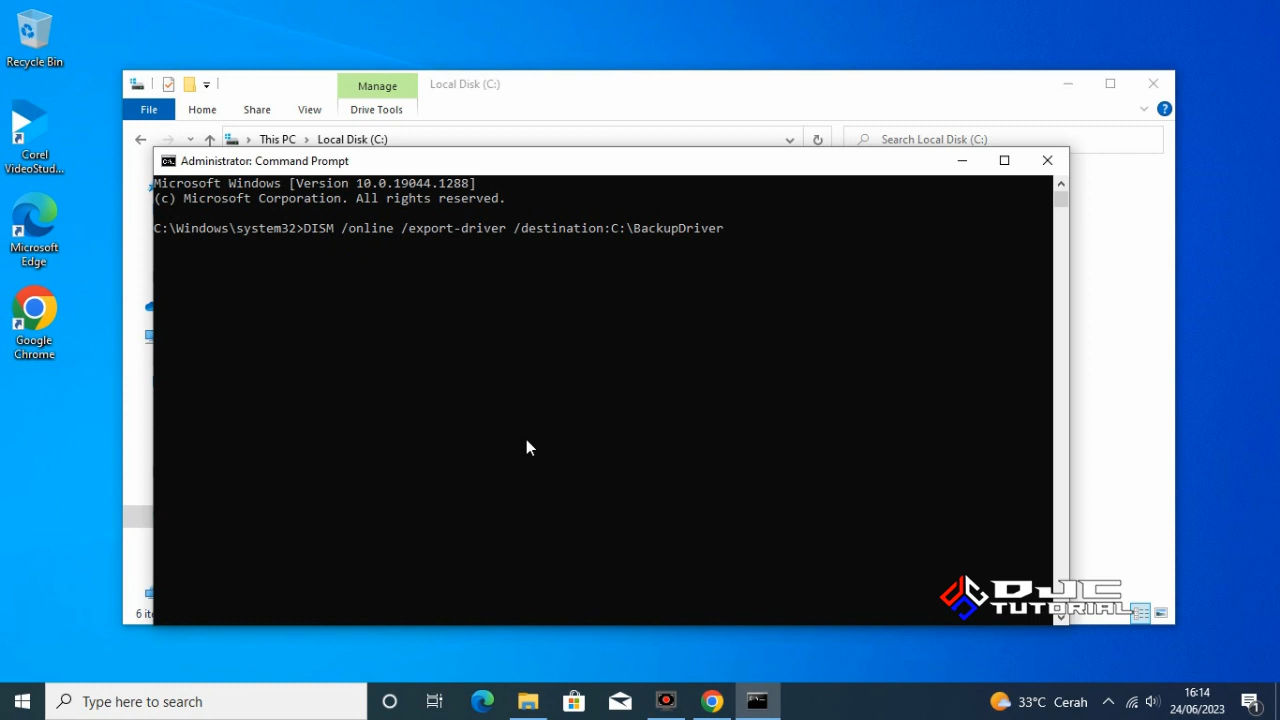 Recycle Bin
Corel
VideoStud...
Microsoft
Edge
Google
Chrome
Manage
Local Disk (C:)
File
Home
Share
View
Drive Tools
This PC
Local Disk (C:)
Search Local Disk (C:)
Administrator: Command Prompt
Microsoft Windows [Version 10.0.19044.1288]
(c) Microsoft Corporation. All rights reserved.
C:\Windows\system32>DISM /online /export-driver /destination:C:\BackupDriver
DJC
TUTORIAL
6 ite
Type here to search
33°C Cerah
16:14
24/06/2023
1